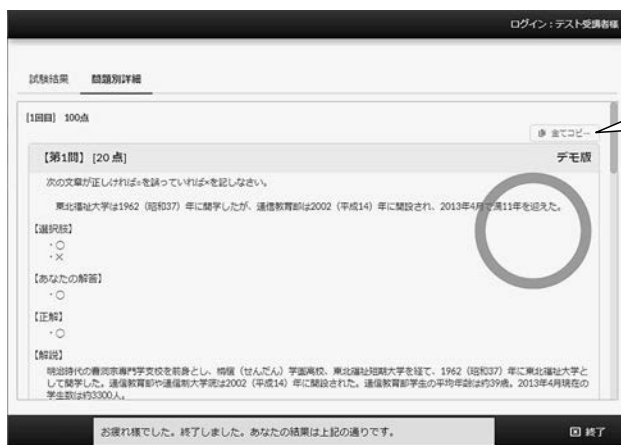 ログイン：テスト受講者様
試験結果 問題別詳細
[1回目] 100点
全てコピー
【第1問】[20点] デモ版
次の文章が正しければ○を誤っていれば×を記しなさい。
東北福祉大学は1962（昭和37）年に開学したが、通信教育部は2002（平成14）年に開設され、2013年4月で満11年を迎えた。
【選択肢】
・○
・×
【あなたの解答】
・○
【正解】
・○
【解説】
明治時代の曹洞宗専門学支校を前身とし、栴檀（せんだん）学園高校、東北福祉短期大学を経て、1962（昭和37）年に東北福祉大学と
して開学した。通信教育部や通信制大学院は2002（平成14）年に開設された。通信教育部学生の平均年齢は約39歳。2013年4月現在の
学生数は約3300人。
お疲れ様でした。終了しました。あなたの結果は上記の通りです。 終了